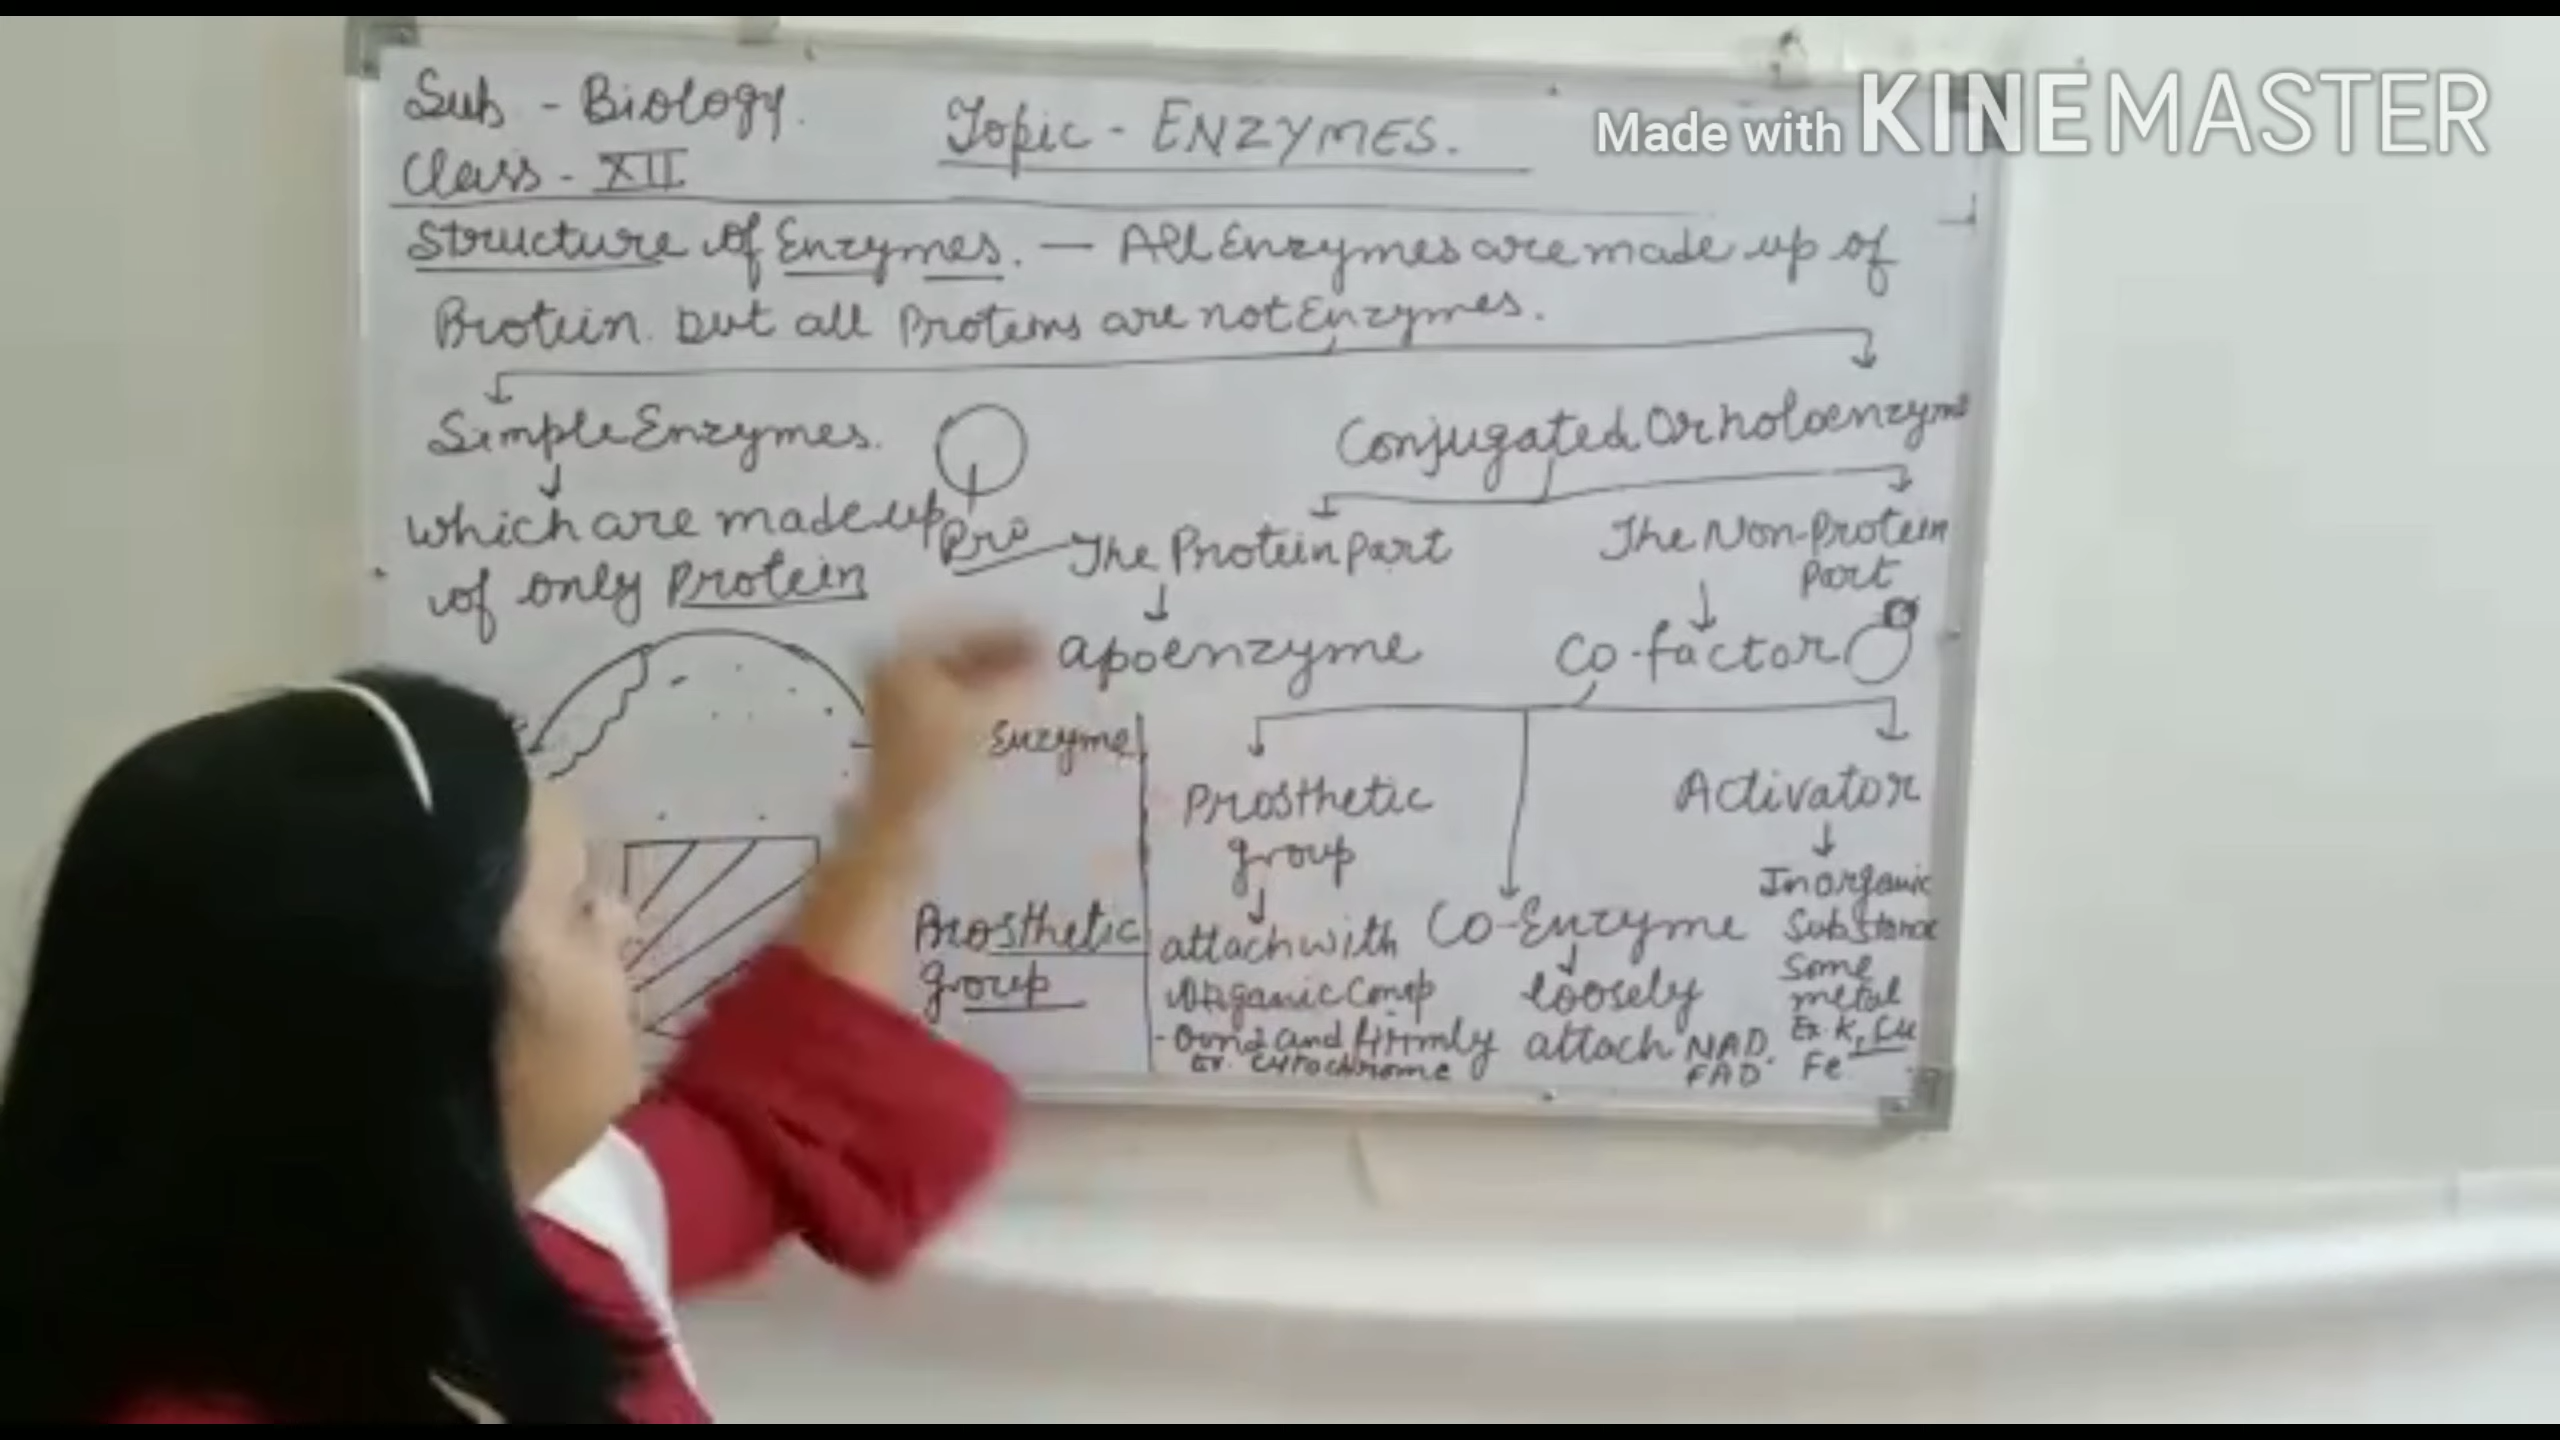 Sub - Biology.
Class - XII
Topic - ENZYMES.
Made with KINEMASTER
Structure of Enzymes. — All Enzymes are made up of
Protein. but all Proteins are not Enzymes.
Simple Enzymes.
which are made up
of only Protein
Pro
Conjugated Or holoenzyme
The Protein Part
apoenzyme
The Non-Protein
Part
Co-factor
Enzyme
Prosthetic
group
Prosthetic
group
attach with
Organic Comp
-ound and firmly
Ex. Cytochrome
Co-Enzyme
loosely
attach NAD.
FAD
Activator
Inorganic
Substance
Some
metal
Ex. K, Cu
Fe